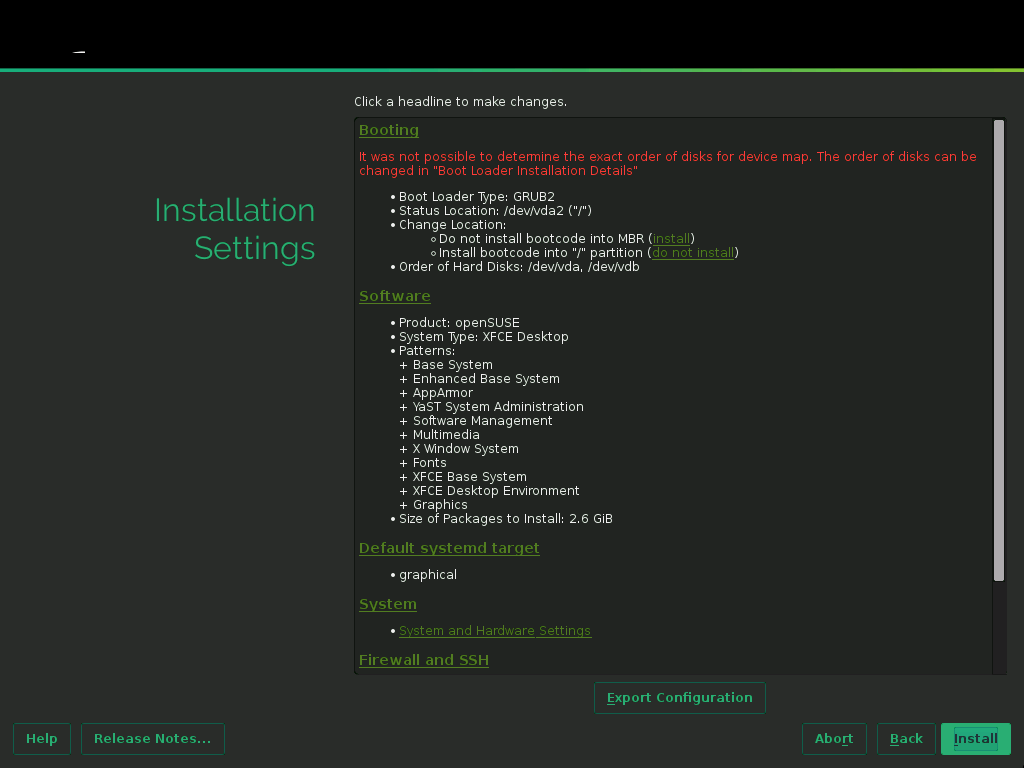 Click a headline to make changes.
Installation
Settings
Booting
It was not possible to determine the exact order of disks for device map. The order of disks can be
changed in "Boot Loader Installation Details"
• Boot Loader Type: GRUB2
• Status Location: /dev/vda2 ("/")
• Change Location:
○ Do not install bootcode into MBR (install)
○ Install bootcode into "/" partition (do not install)
• Order of Hard Disks: /dev/vda, /dev/vdb
Software
• Product: openSUSE
• System Type: XFCE Desktop
• Patterns:
+ Base System
+ Enhanced Base System
+ AppArmor
+ YaST System Administration
+ Software Management
+ Multimedia
+ X Window System
+ Fonts
+ XFCE Base System
+ XFCE Desktop Environment
+ Graphics
• Size of Packages to Install: 2.6 GiB
Default systemd target
• graphical
System
• System and Hardware Settings
Firewall and SSH
Export Configuration
Help
Release Notes...
Abort
Back
Install